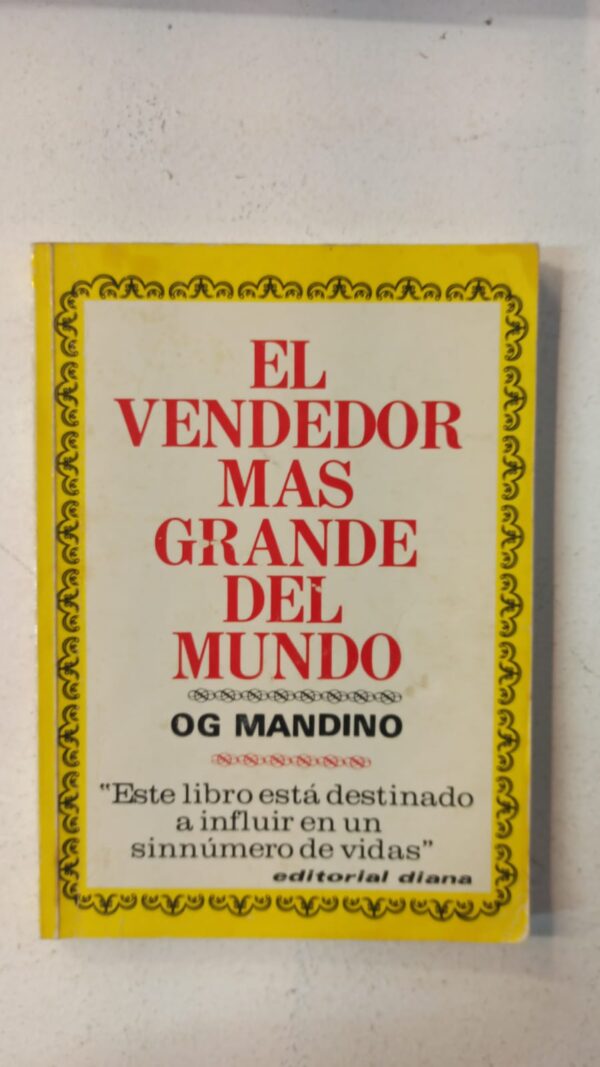 EL
VENDEDOR
MAS
GRANDE
DEL
MUNDO
OG MANDINO
"Este libro está destinado
a influir en un
sinnúmero de vidas"
editorial diana